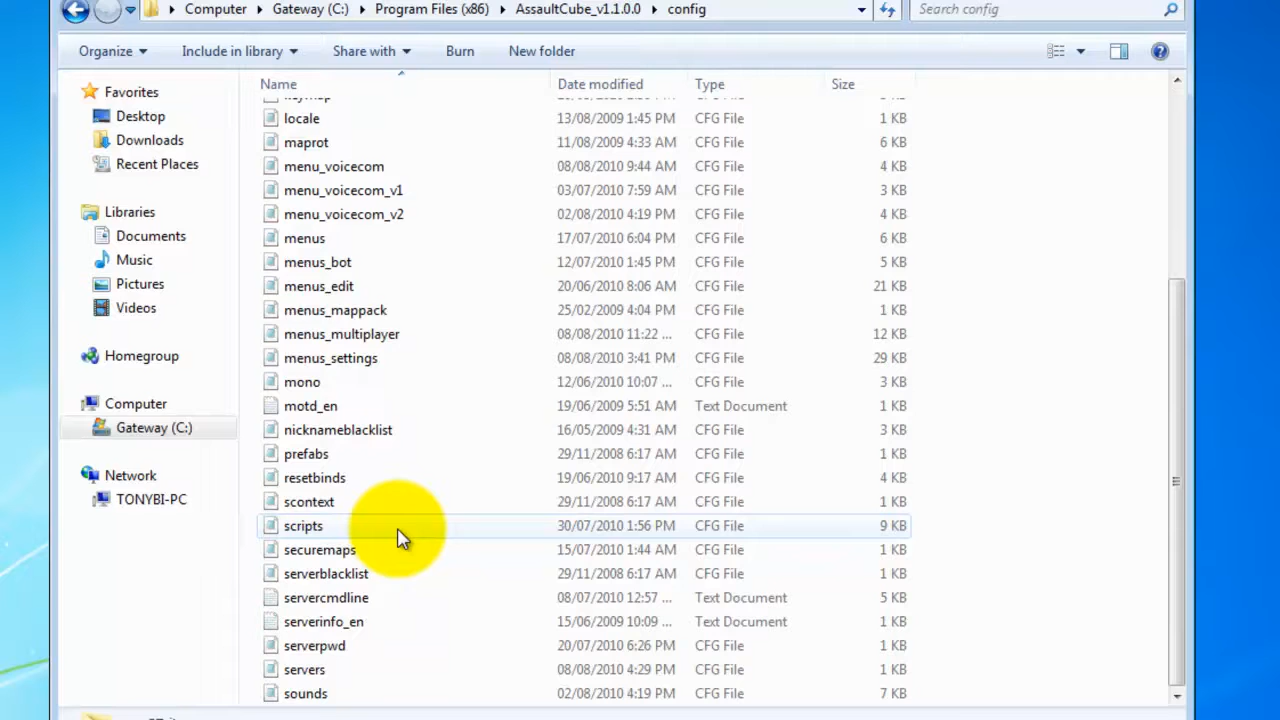 Computer Gateway (C:) Program Files (x86) AssaultCube_v1.1.0.0 config Search config
Organize Include in library Share with Burn New folder
Name Date modified Type Size
Favorites
Desktop
Downloads
Recent Places
Libraries
Documents
Music
Pictures
Videos
Homegroup
Computer
Gateway (C:)
Network
TONYBI-PC
locale 13/08/2009 1:45 PM CFG File 1 KB
maprot 11/08/2009 4:33 AM CFG File 6 KB
menu_voicecom 08/08/2010 9:44 AM CFG File 4 KB
menu_voicecom_v1 03/07/2010 7:59 AM CFG File 3 KB
menu_voicecom_v2 02/08/2010 4:19 PM CFG File 4 KB
menus 17/07/2010 6:04 PM CFG File 6 KB
menus_bot 12/07/2010 1:45 PM CFG File 5 KB
menus_edit 20/06/2010 8:06 AM CFG File 21 KB
menus_mappack 25/02/2009 4:04 PM CFG File 1 KB
menus_multiplayer 08/08/2010 11:22 ... CFG File 12 KB
menus_settings 08/08/2010 3:41 PM CFG File 29 KB
mono 12/06/2010 10:07 ... CFG File 3 KB
motd_en 19/06/2009 5:51 AM Text Document 1 KB
nicknameblacklist 16/05/2009 4:31 AM CFG File 3 KB
prefabs 29/11/2008 6:17 AM CFG File 1 KB
resetbinds 19/06/2010 9:17 AM CFG File 4 KB
scontext 29/11/2008 6:17 AM CFG File 1 KB
scripts 30/07/2010 1:56 PM CFG File 9 KB
securemaps 15/07/2010 1:44 AM CFG File 1 KB
serverblacklist 29/11/2008 6:17 AM CFG File 1 KB
servercmdline 08/07/2010 12:57 ... Text Document 5 KB
serverinfo_en 15/06/2009 10:09 ... Text Document 1 KB
serverpwd 20/07/2010 6:26 PM CFG File 1 KB
servers 08/08/2010 4:29 PM CFG File 1 KB
sounds 02/08/2010 4:19 PM CFG File 7 KB